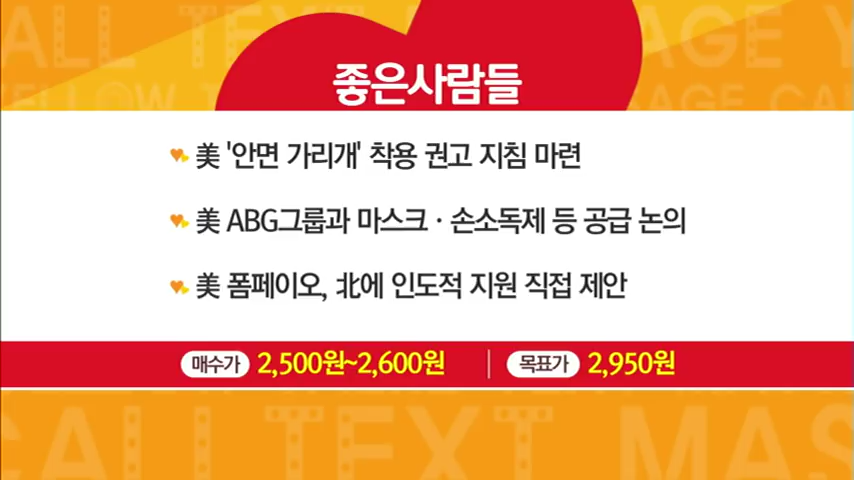 좋은사람들
美 '안면 가리개' 착용 권고 지침 마련
美 ABG그룹과 마스크·손소독제 등 공급 논의
美 폼페이오, 北에 인도적 지원 직접 제안
매수가 2,500원~2,600원 | 목표가 2,950원
CALL TEXT MAS